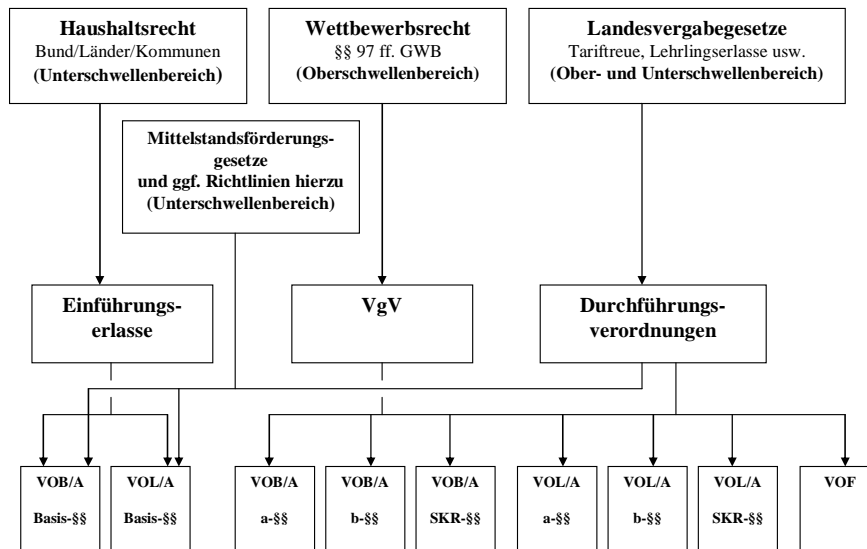 Haushaltsrecht
Bund/Länder/Kommunen
(Unterschwellenbereich)
Wettbewerbsrecht
§§ 97 ff. GWB
(Oberschwellenbereich)
Landesvergabegesetze
Tariftreue, Lehrlingserlasse usw.
(Ober- und Unterschwellenbereich)
Mittelstandsförderungs-
gesetze
und ggf. Richtlinien hierzu
(Unterschwellenbereich)
Einführungs-
erlasse
VgV
Durchführungs-
verordnungen
VOB/A
Basis-§§
VOL/A
Basis-§§
VOB/A
a-§§
VOB/A
b-§§
VOB/A
SKR-§§
VOL/A
a-§§
VOL/A
b-§§
VOL/A
SKR-§§
VOF